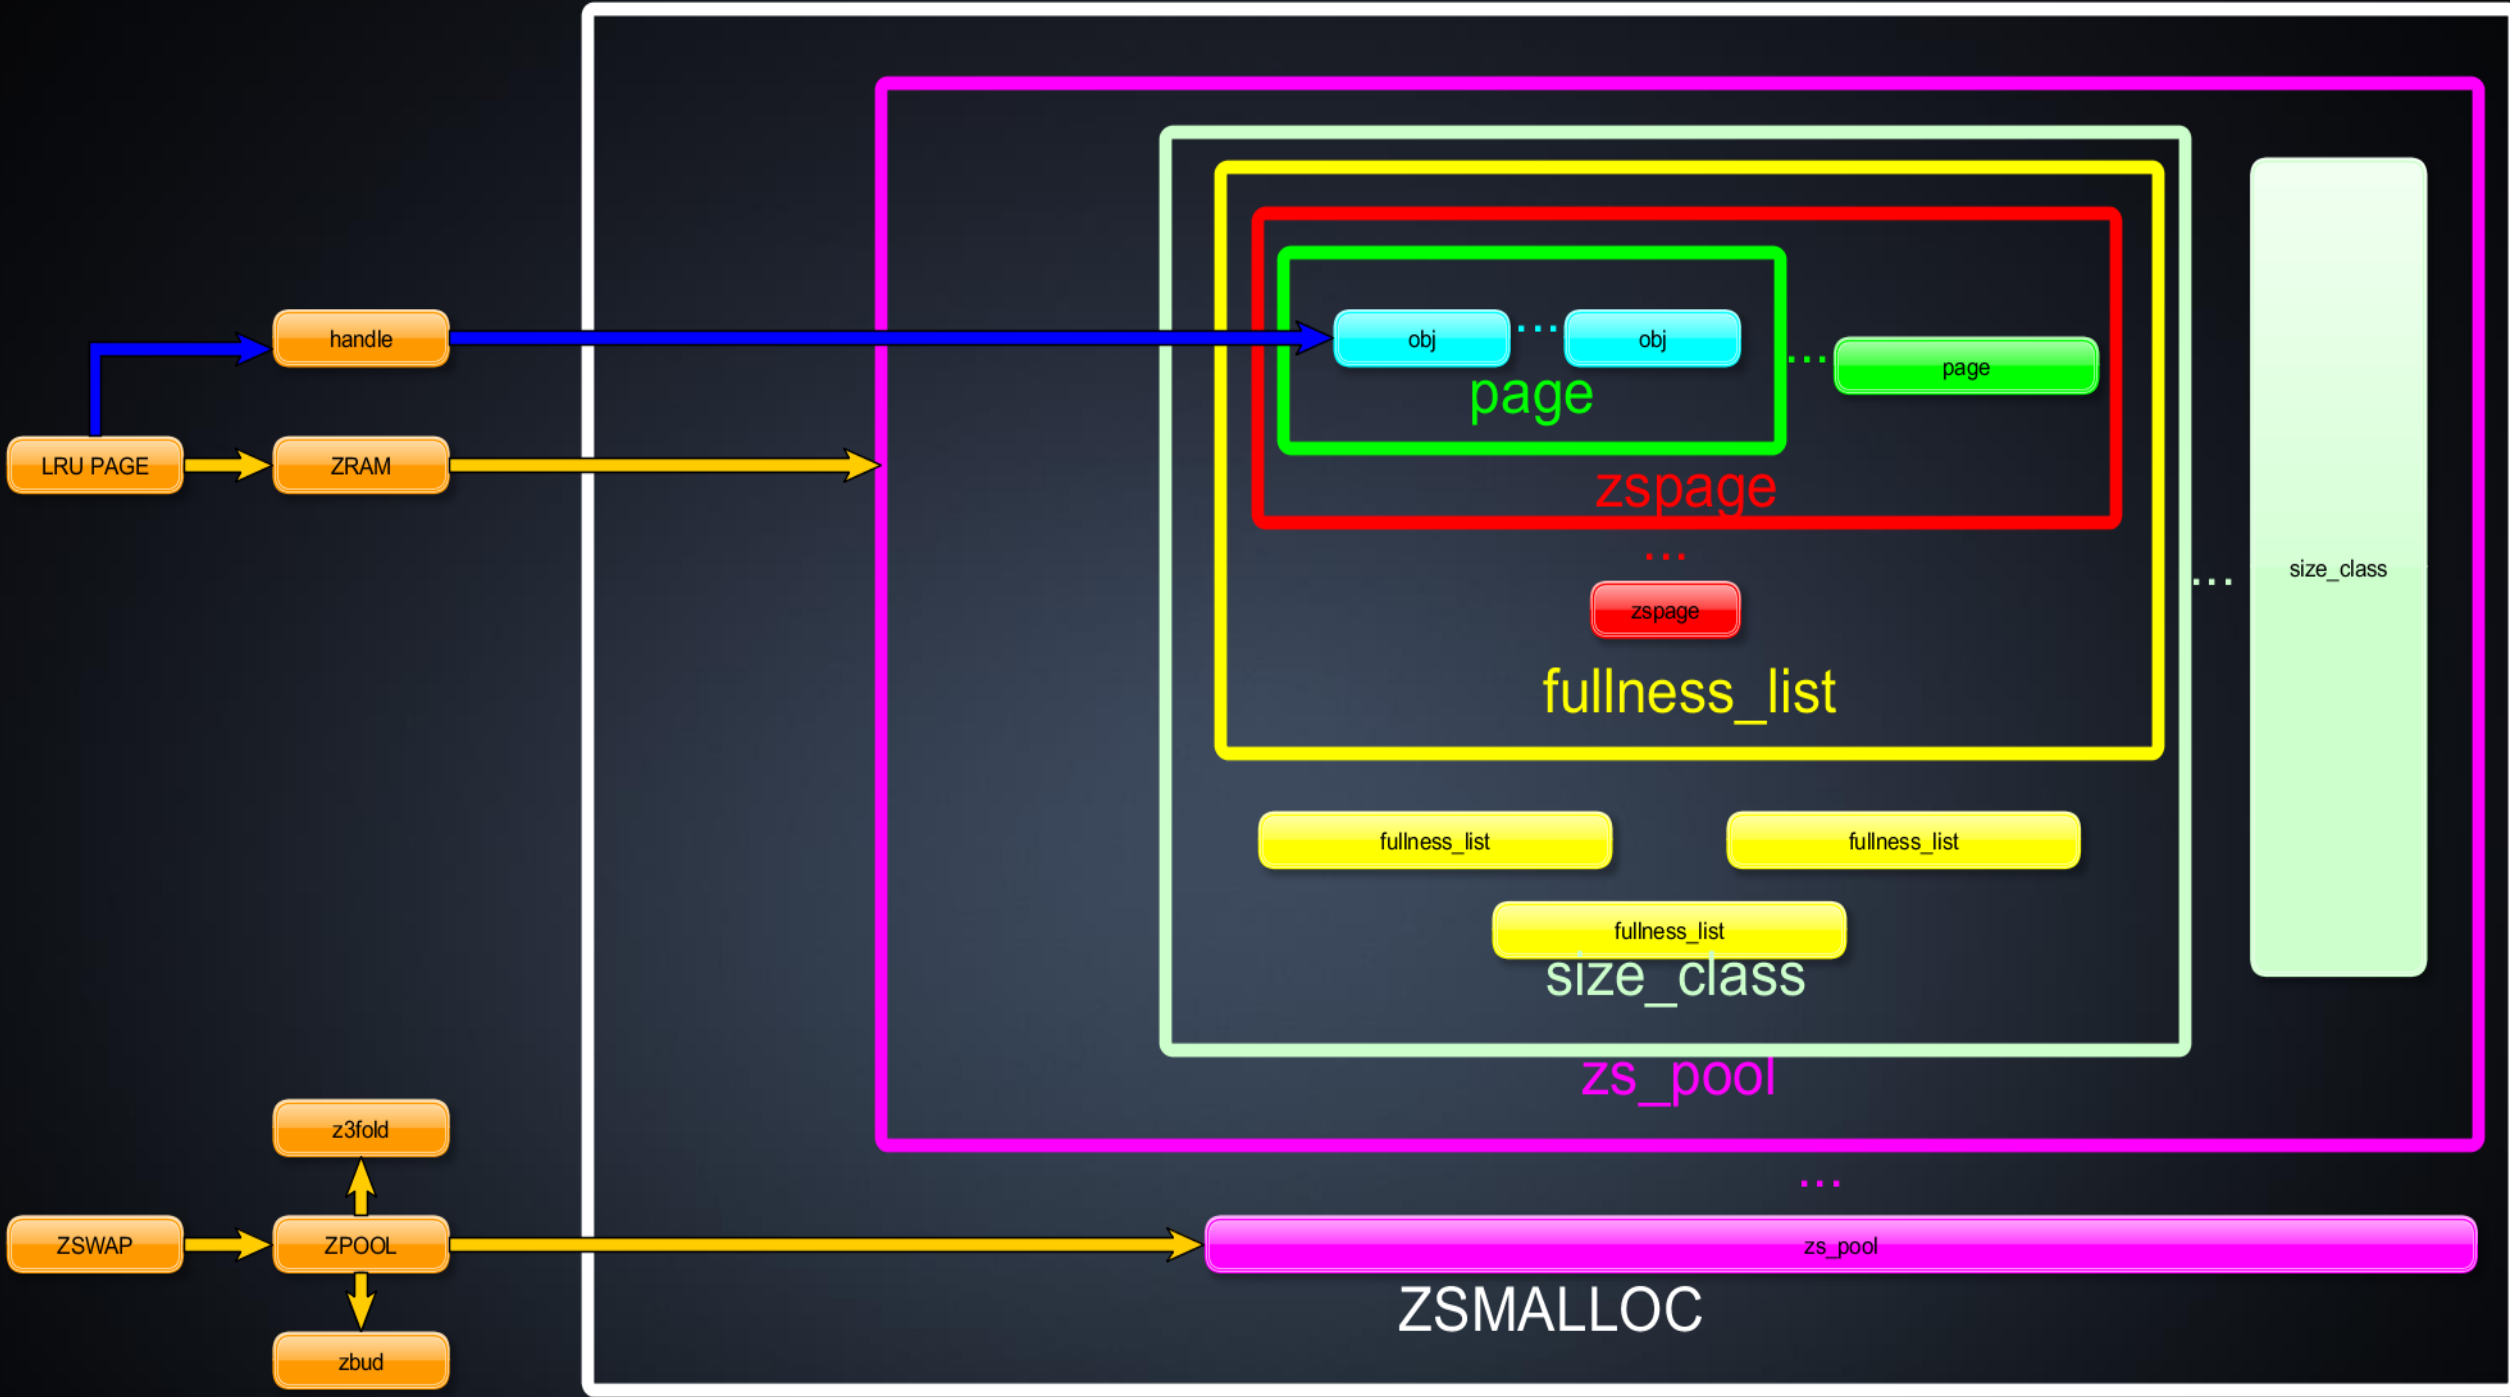 handle
obj
...
obj
page
...
page
LRU PAGE
ZRAM
zspage
...
zspage
fullness_list
...
size_class
fullness_list
fullness_list
fullness_list
size_class
zs_pool
z3fold
...
ZSWAP
ZPOOL
zs_pool
ZSMALLOC
zbud